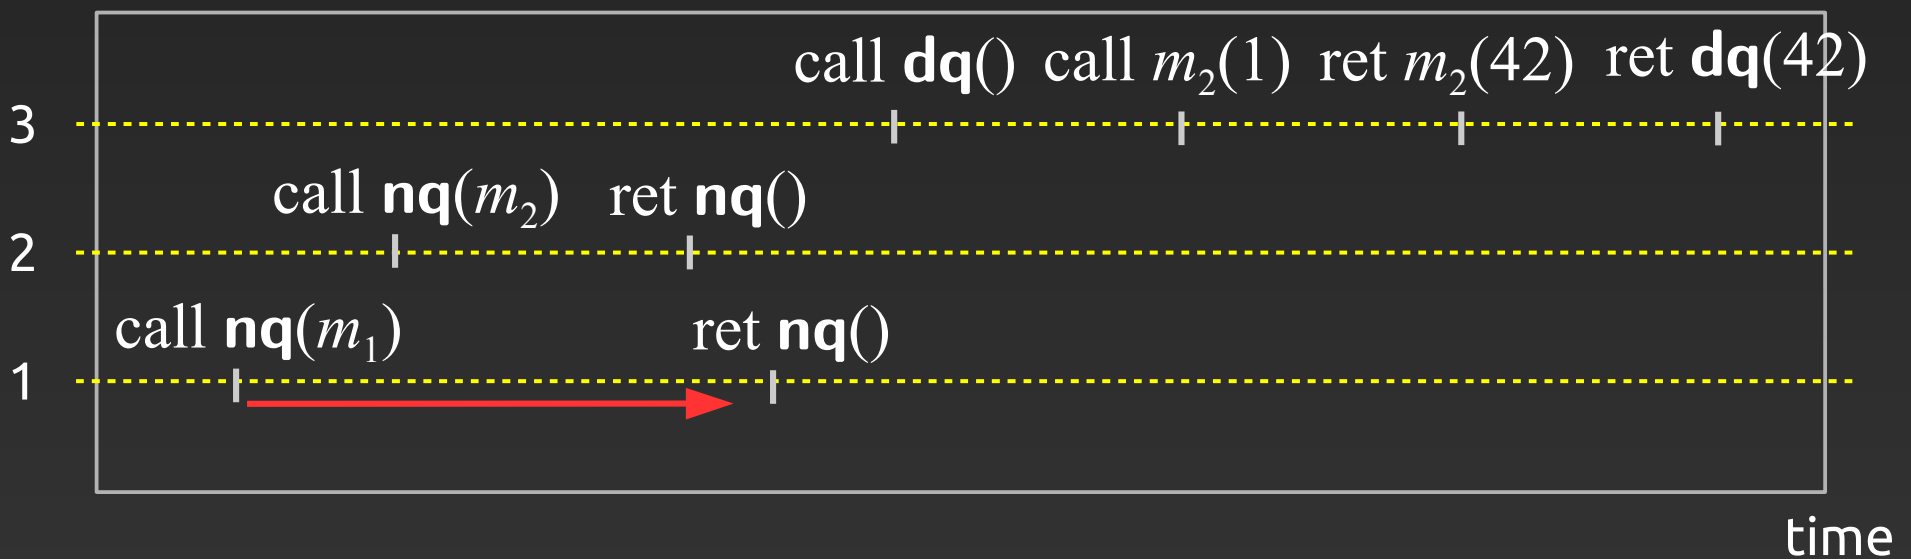 call dq() call m₂(1) ret m₂(42) ret dq(42)
3
call nq(m₂) ret nq()
2
call nq(m₁) ret nq()
1
time